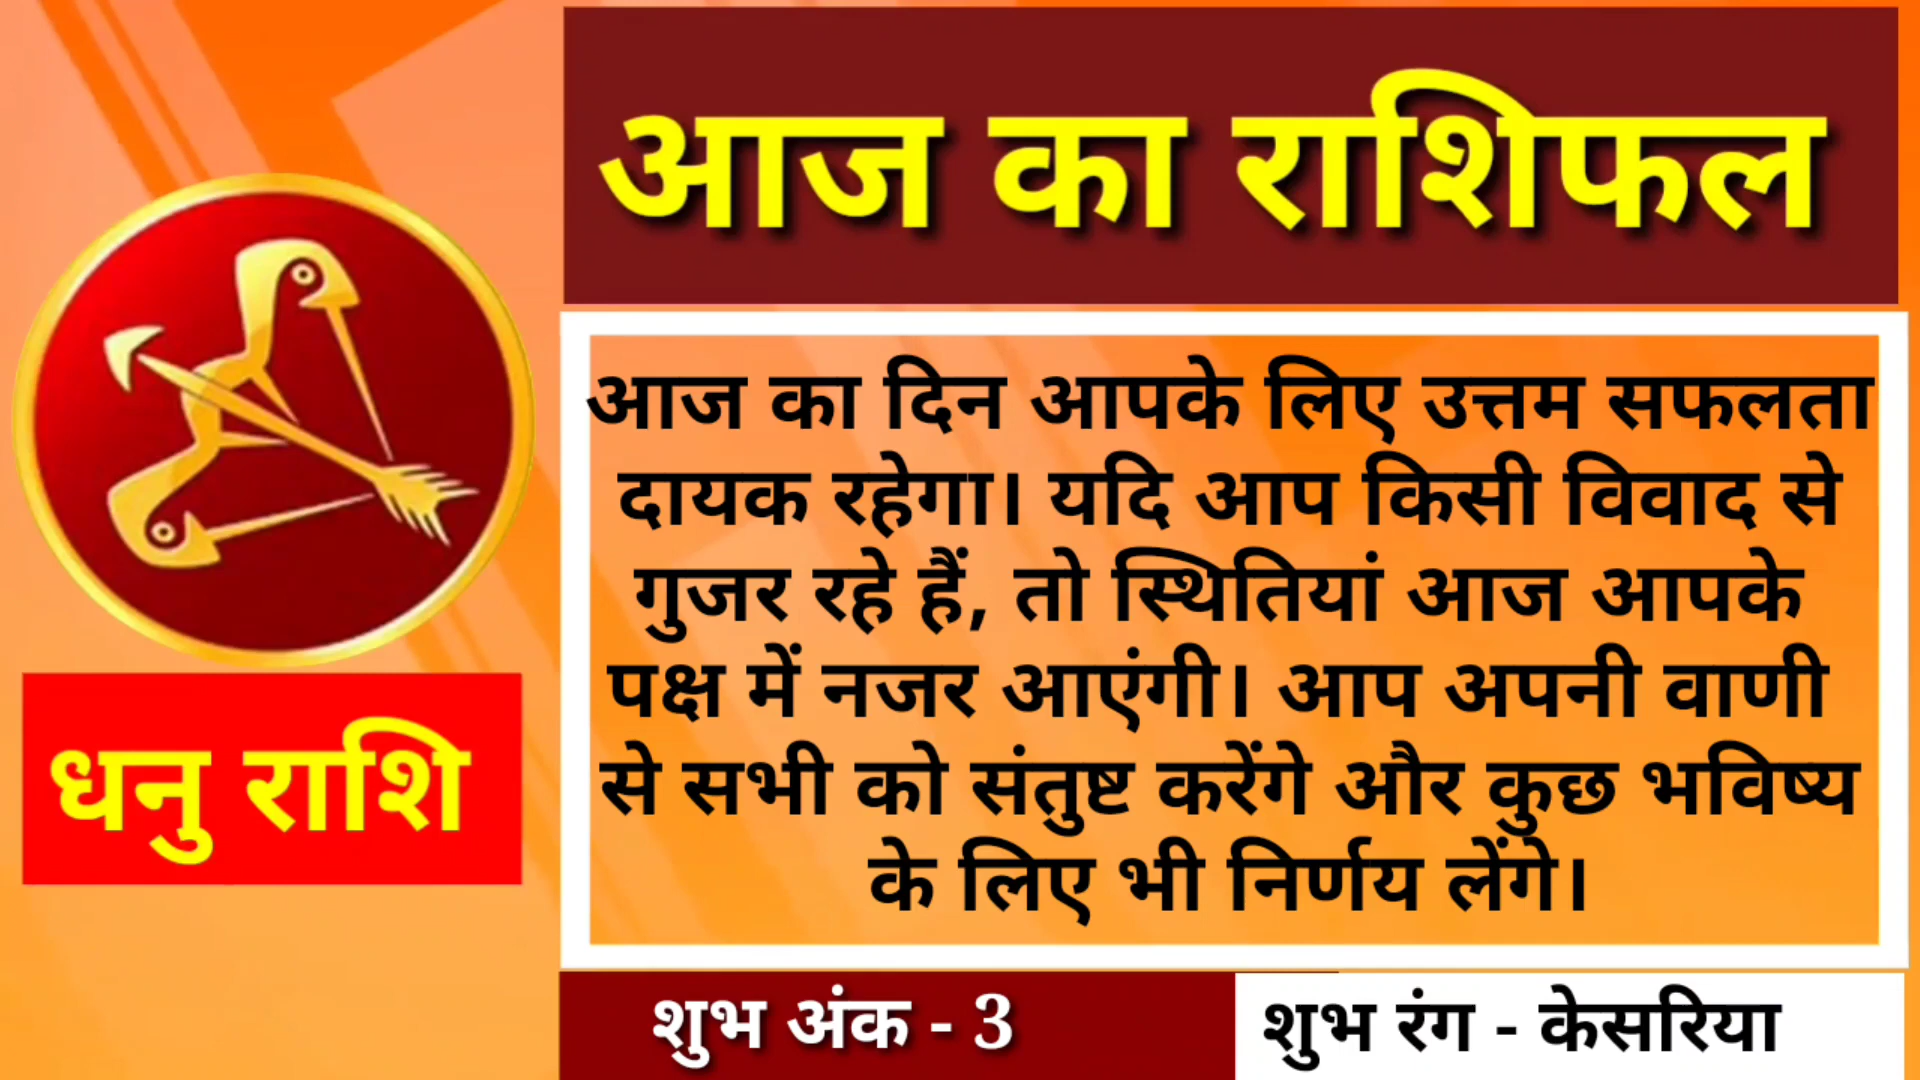 आज का राशिफल
धनु राशि
आज का दिन आपके लिए उत्तम सफलता
दायक रहेगा। यदि आप किसी विवाद से
गुजर रहे हैं, तो स्थितियां आज आपके
पक्ष में नजर आएंगी। आप अपनी वाणी
से सभी को संतुष्ट करेंगे और कुछ भविष्य
के लिए भी निर्णय लेंगे।
शुभ अंक - 3
शुभ रंग - केसरिया